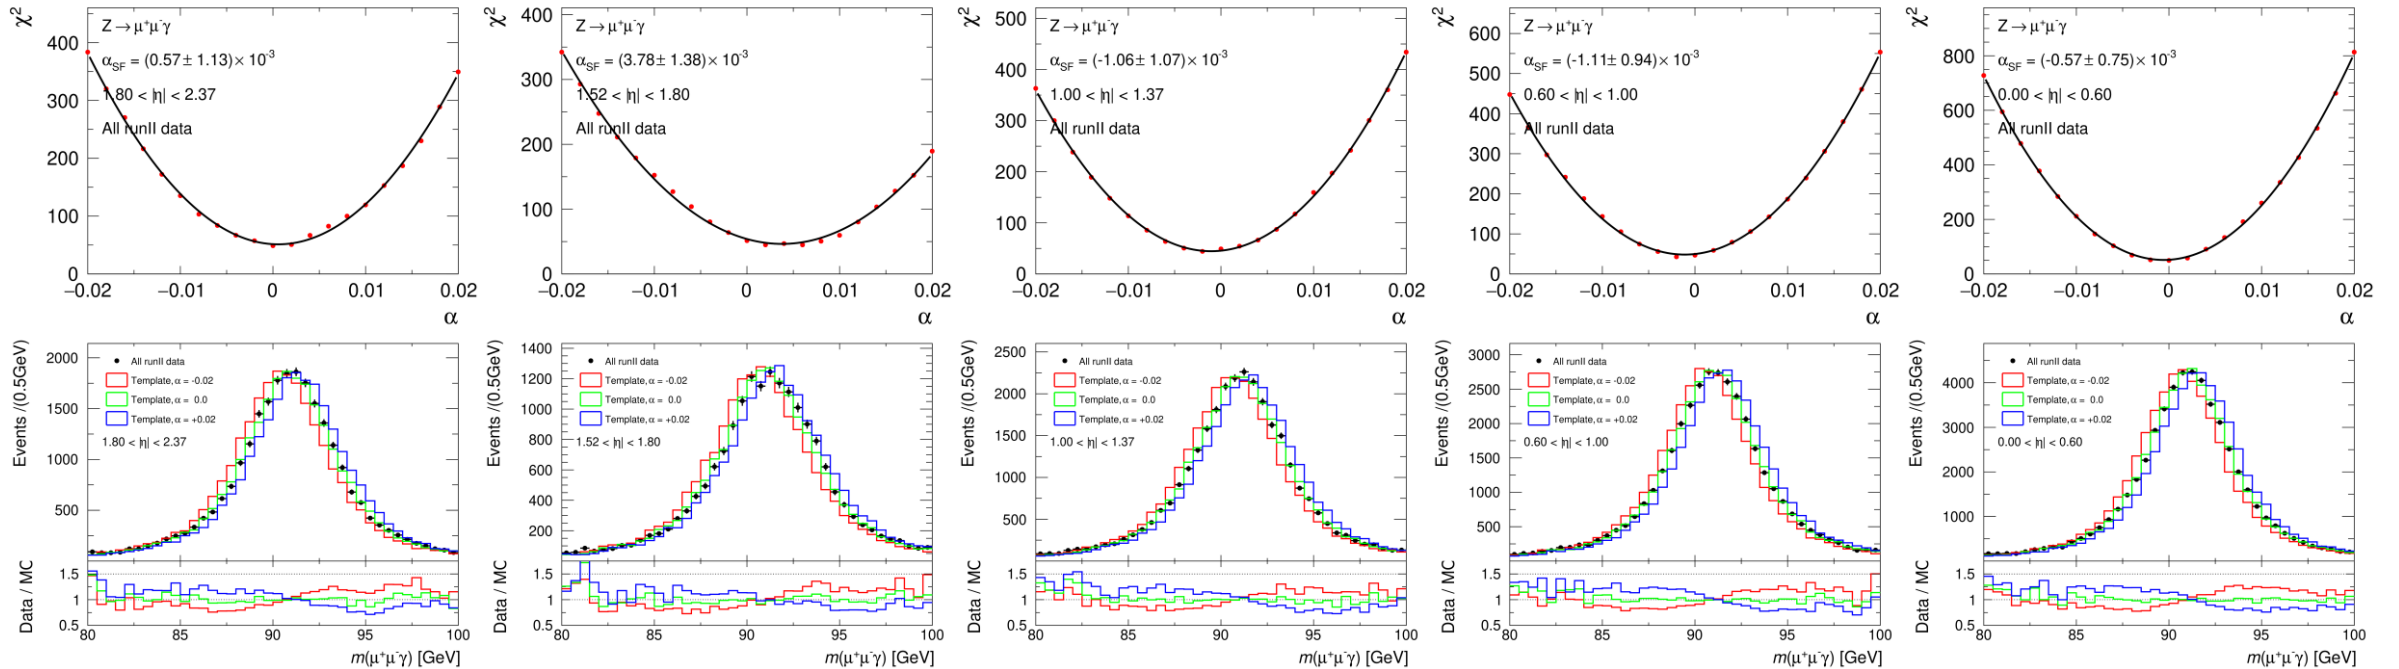 χ²
400
300
200
100
0
Z→μ⁺μ⁻γ
α_SF = (0.57± 1.13)× 10⁻³
1.80 < |η| < 2.37
All runII data
−0.02 −0.01 0 0.01 0.02
α
χ²
400
300
200
100
0
Z→μ⁺μ⁻γ
α_SF = (3.78± 1.38)× 10⁻³
1.52 < |η| < 1.80
All runII data
−0.02 −0.01 0 0.01 0.02
α
χ²
500
400
300
200
100
0
Z→μ⁺μ⁻γ
α_SF = (-1.06± 1.07)× 10⁻³
1.00 < |η| < 1.37
All runII data
−0.02 −0.01 0 0.01 0.02
α
χ²
600
500
400
300
200
100
0
Z→μ⁺μ⁻γ
α_SF = (-1.11± 0.94)× 10⁻³
0.60 < |η| < 1.00
All runII data
−0.02 −0.01 0 0.01 0.02
α
χ²
800
600
400
200
0
Z→μ⁺μ⁻γ
α_SF = (-0.57± 0.75)× 10⁻³
0.00 < |η| < 0.60
All runII data
−0.02 −0.01 0 0.01 0.02
α
Events /(0.5GeV)
2000
1500
1000
500
All runII data
Template, α = -0.02
Template, α = 0.0
Template, α = +0.02
1.80 < |η| < 2.37
Data / MC
1.5
1
0.5
80 85 90 95 100
m(μ⁺μ⁻γ) [GeV]
Events /(0.5GeV)
1400
1200
1000
800
600
400
200
All runII data
Template, α = -0.02
Template, α = 0.0
Template, α = +0.02
1.52 < |η| < 1.80
Data / MC
1.5
1
0.5
80 85 90 95 100
m(μ⁺μ⁻γ) [GeV]
Events /(0.5GeV)
2500
2000
1500
1000
500
All runII data
Template, α = -0.02
Template, α = 0.0
Template, α = +0.02
1.00 < |η| < 1.37
Data / MC
1.5
1
0.5
80 85 90 95 100
m(μ⁺μ⁻γ) [GeV]
Events /(0.5GeV)
3000
2500
2000
1500
1000
500
All runII data
Template, α = -0.02
Template, α = 0.0
Template, α = +0.02
0.60 < |η| < 1.00
Data / MC
1.5
1
0.5
80 85 90 95 100
m(μ⁺μ⁻γ) [GeV]
Events /(0.5GeV)
4000
3000
2000
1000
All runII data
Template, α = -0.02
Template, α = 0.0
Template, α = +0.02
0.00 < |η| < 0.60
Data / MC
1.5
1
0.5
80 85 90 95 100
m(μ⁺μ⁻γ) [GeV]